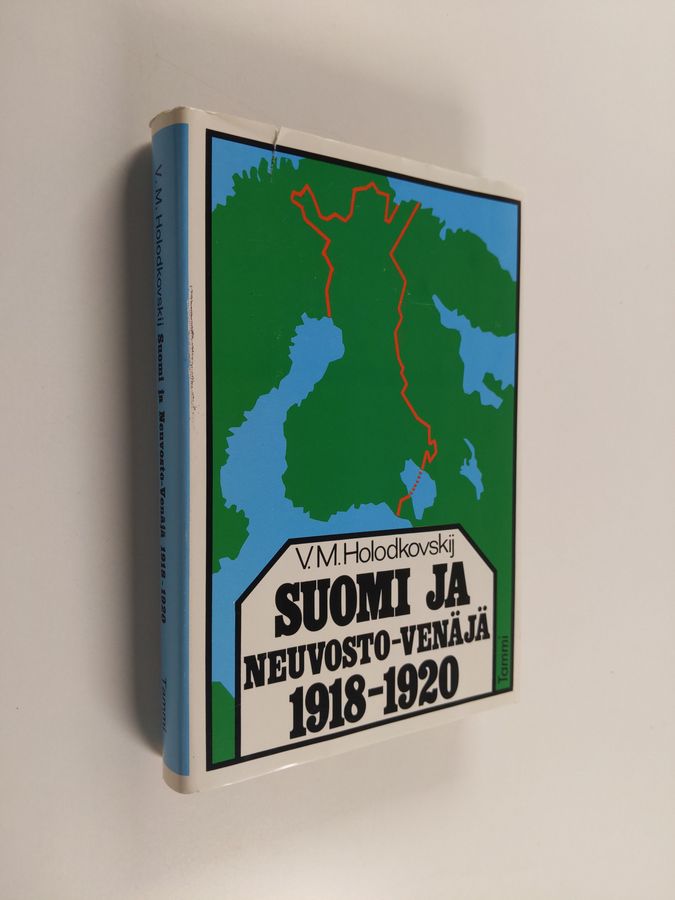 V. M. Holodkovskij Suomi ja Neuvosto-Venäjä 1918-1920 Tammi
V. M. Holodkovskij
SUOMI JA
NEUVOSTO-VENÄJÄ
1918-1920
Tammi